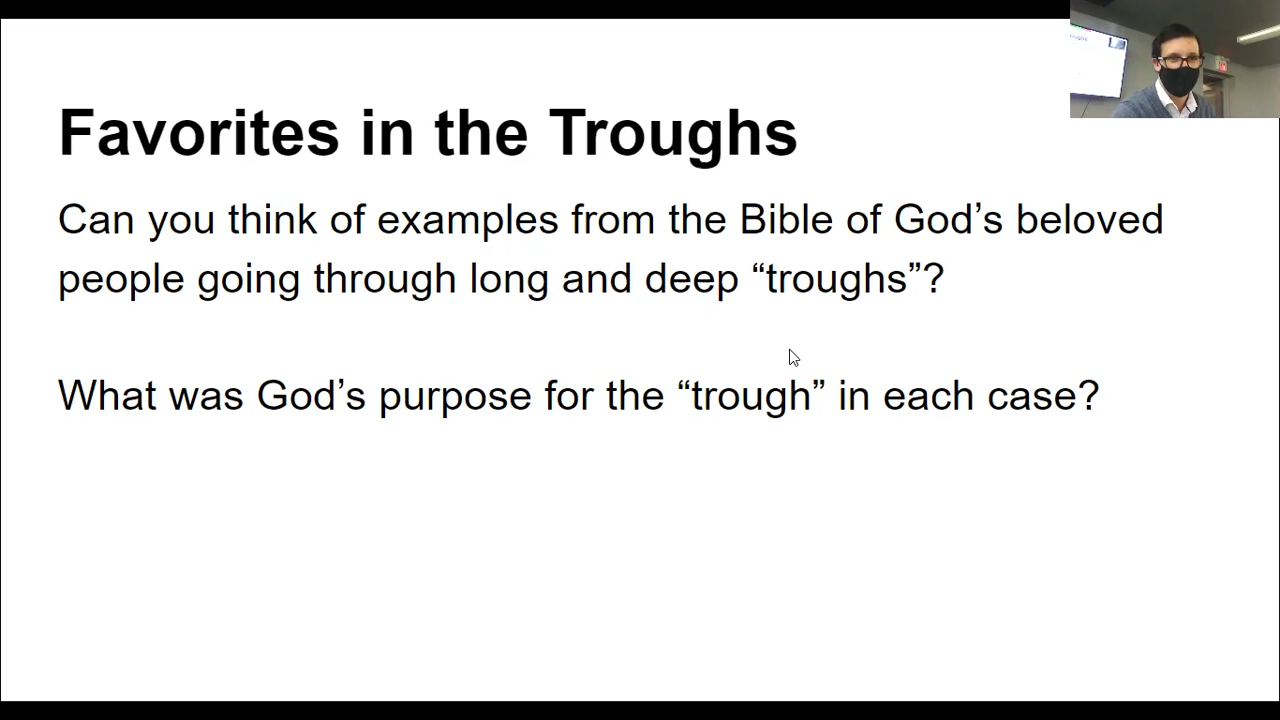 Favorites in the Troughs
Can you think of examples from the Bible of God’s beloved
people going through long and deep “troughs”?
What was God’s purpose for the “trough” in each case?